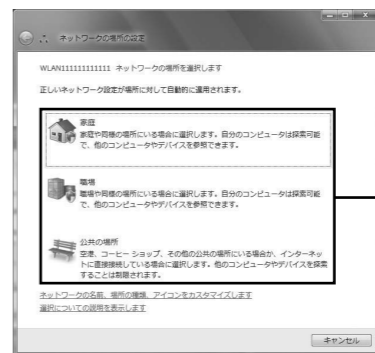 ネットワークの場所の設定
WLAN111111111111 ネットワークの場所を選択します
正しいネットワーク設定が場所に対して自動的に適用されます。
家庭
家庭や同様の場所にいる場合に選択します。自分のコンピュータは探索可能
で、他のコンピュータやデバイスを参照できます。
職場
職場や同様の場所にいる場合に選択します。自分のコンピュータは探索可能
で、他のコンピュータやデバイスを参照できます。
公共の場所
空港、コーヒー ショップ、その他の公共の場所にいる場合か、インターネッ
トに直接接続している場合に選択します。他のコンピュータやデバイスを探索
することは制限されます。
ネットワークの名前、場所の種類、アイコンをカスタマイズします
選択についての説明を表示します
キャンセル